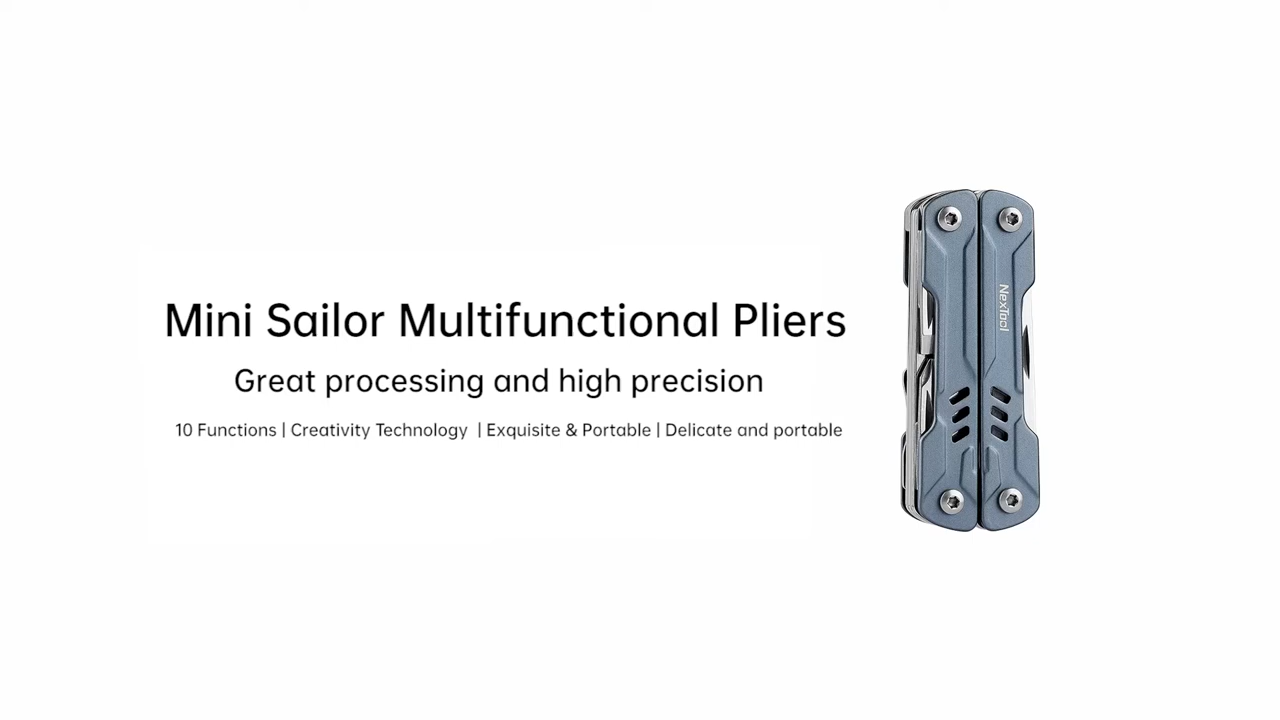 Mini Sailor Multifunctional Pliers
Great processing and high precision
10 Functions | Creativity Technology | Exquisite & Portable | Delicate and portable
NexTool